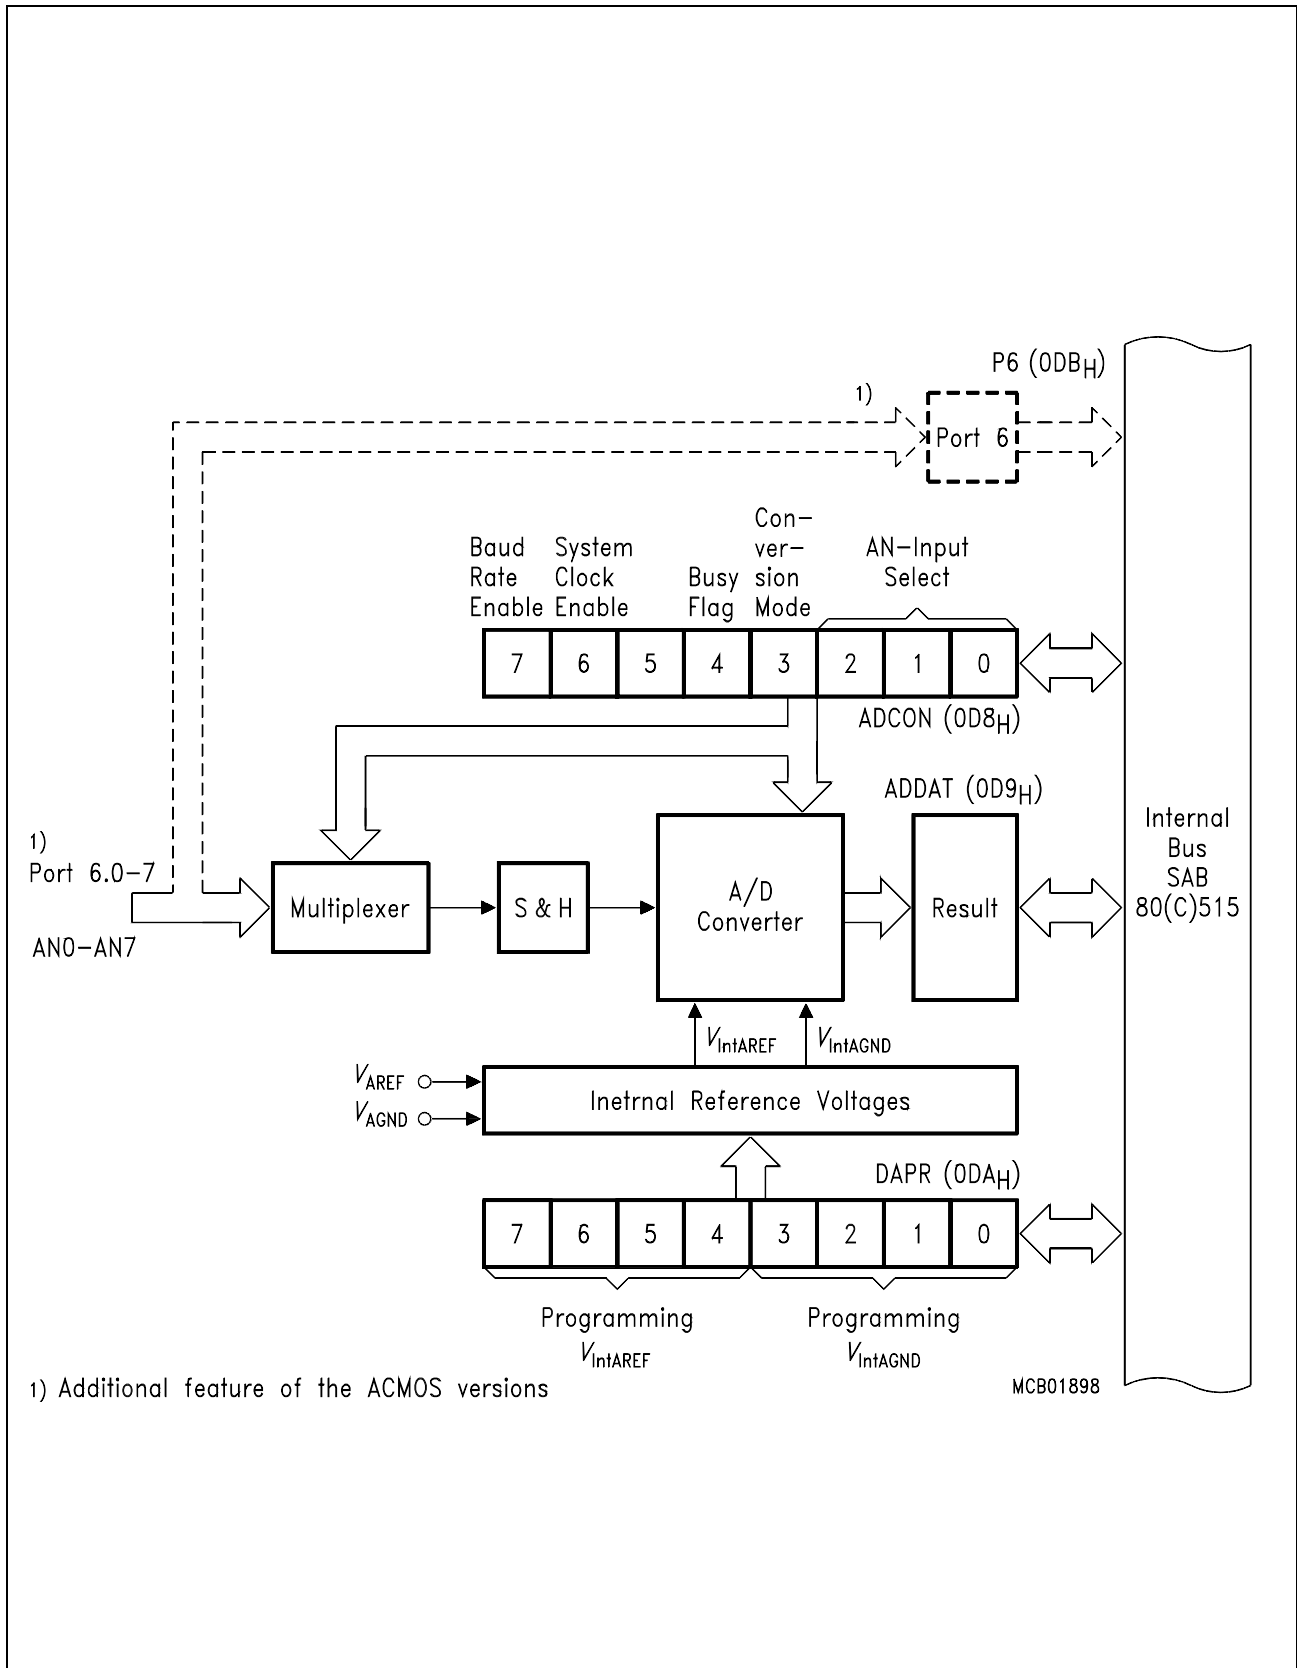 P6 (0DBH)
1)
Port 6
Con-
Baud System ver- AN-Input
Rate Clock Busy sion Select
Enable Enable Flag Mode
7 6 5 4 3 2 1 0
ADCON (0D8H)
ADDAT (0D9H)
1)
Port 6.0-7
AN0-AN7
Multiplexer
S & H
A/D
Converter
Result
Internal
Bus
SAB
80(C)515
VIntAREF VIntAGND
VAREF
VAGND
Inetrnal Reference Voltages
DAPR (0DAH)
7 6 5 4 3 2 1 0
Programming Programming
VIntAREF VIntAGND
1) Additional feature of the ACMOS versions
MCB01898